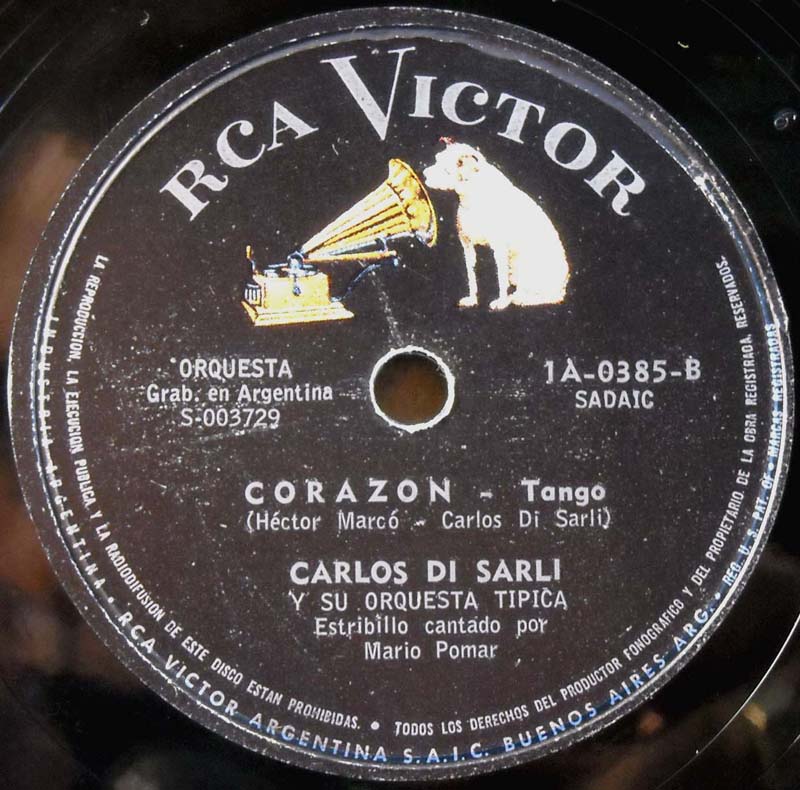 RCA VICTOR
ORQUESTA
Grab. en Argentina
S-003729
1A-0385-B
SADAIC
CORAZON - Tango
(Héctor Marcó - Carlos Di Sarli)
CARLOS DI SARLI
Y SU ORQUESTA TIPICA
Estribillo cantado por
Mario Pomar
LA REPRODUCCION, LA EJECUCION PUBLICA Y LA RADIODIFUSION DE ESTE DISCO ESTAN PROHIBIDAS. • TODOS LOS DERECHOS DEL PRODUCTOR FONOGRAFICO Y DEL PROPIETARIO DE LA OBRA REGISTRADA, RESERVADOS.
INDUSTRIA ARGENTINA • RCA VICTOR ARGENTINA S.A.I.C. BUENOS AIRES ARG. • REG. U. S. PAT. OF. - MARCAS REGISTRADAS